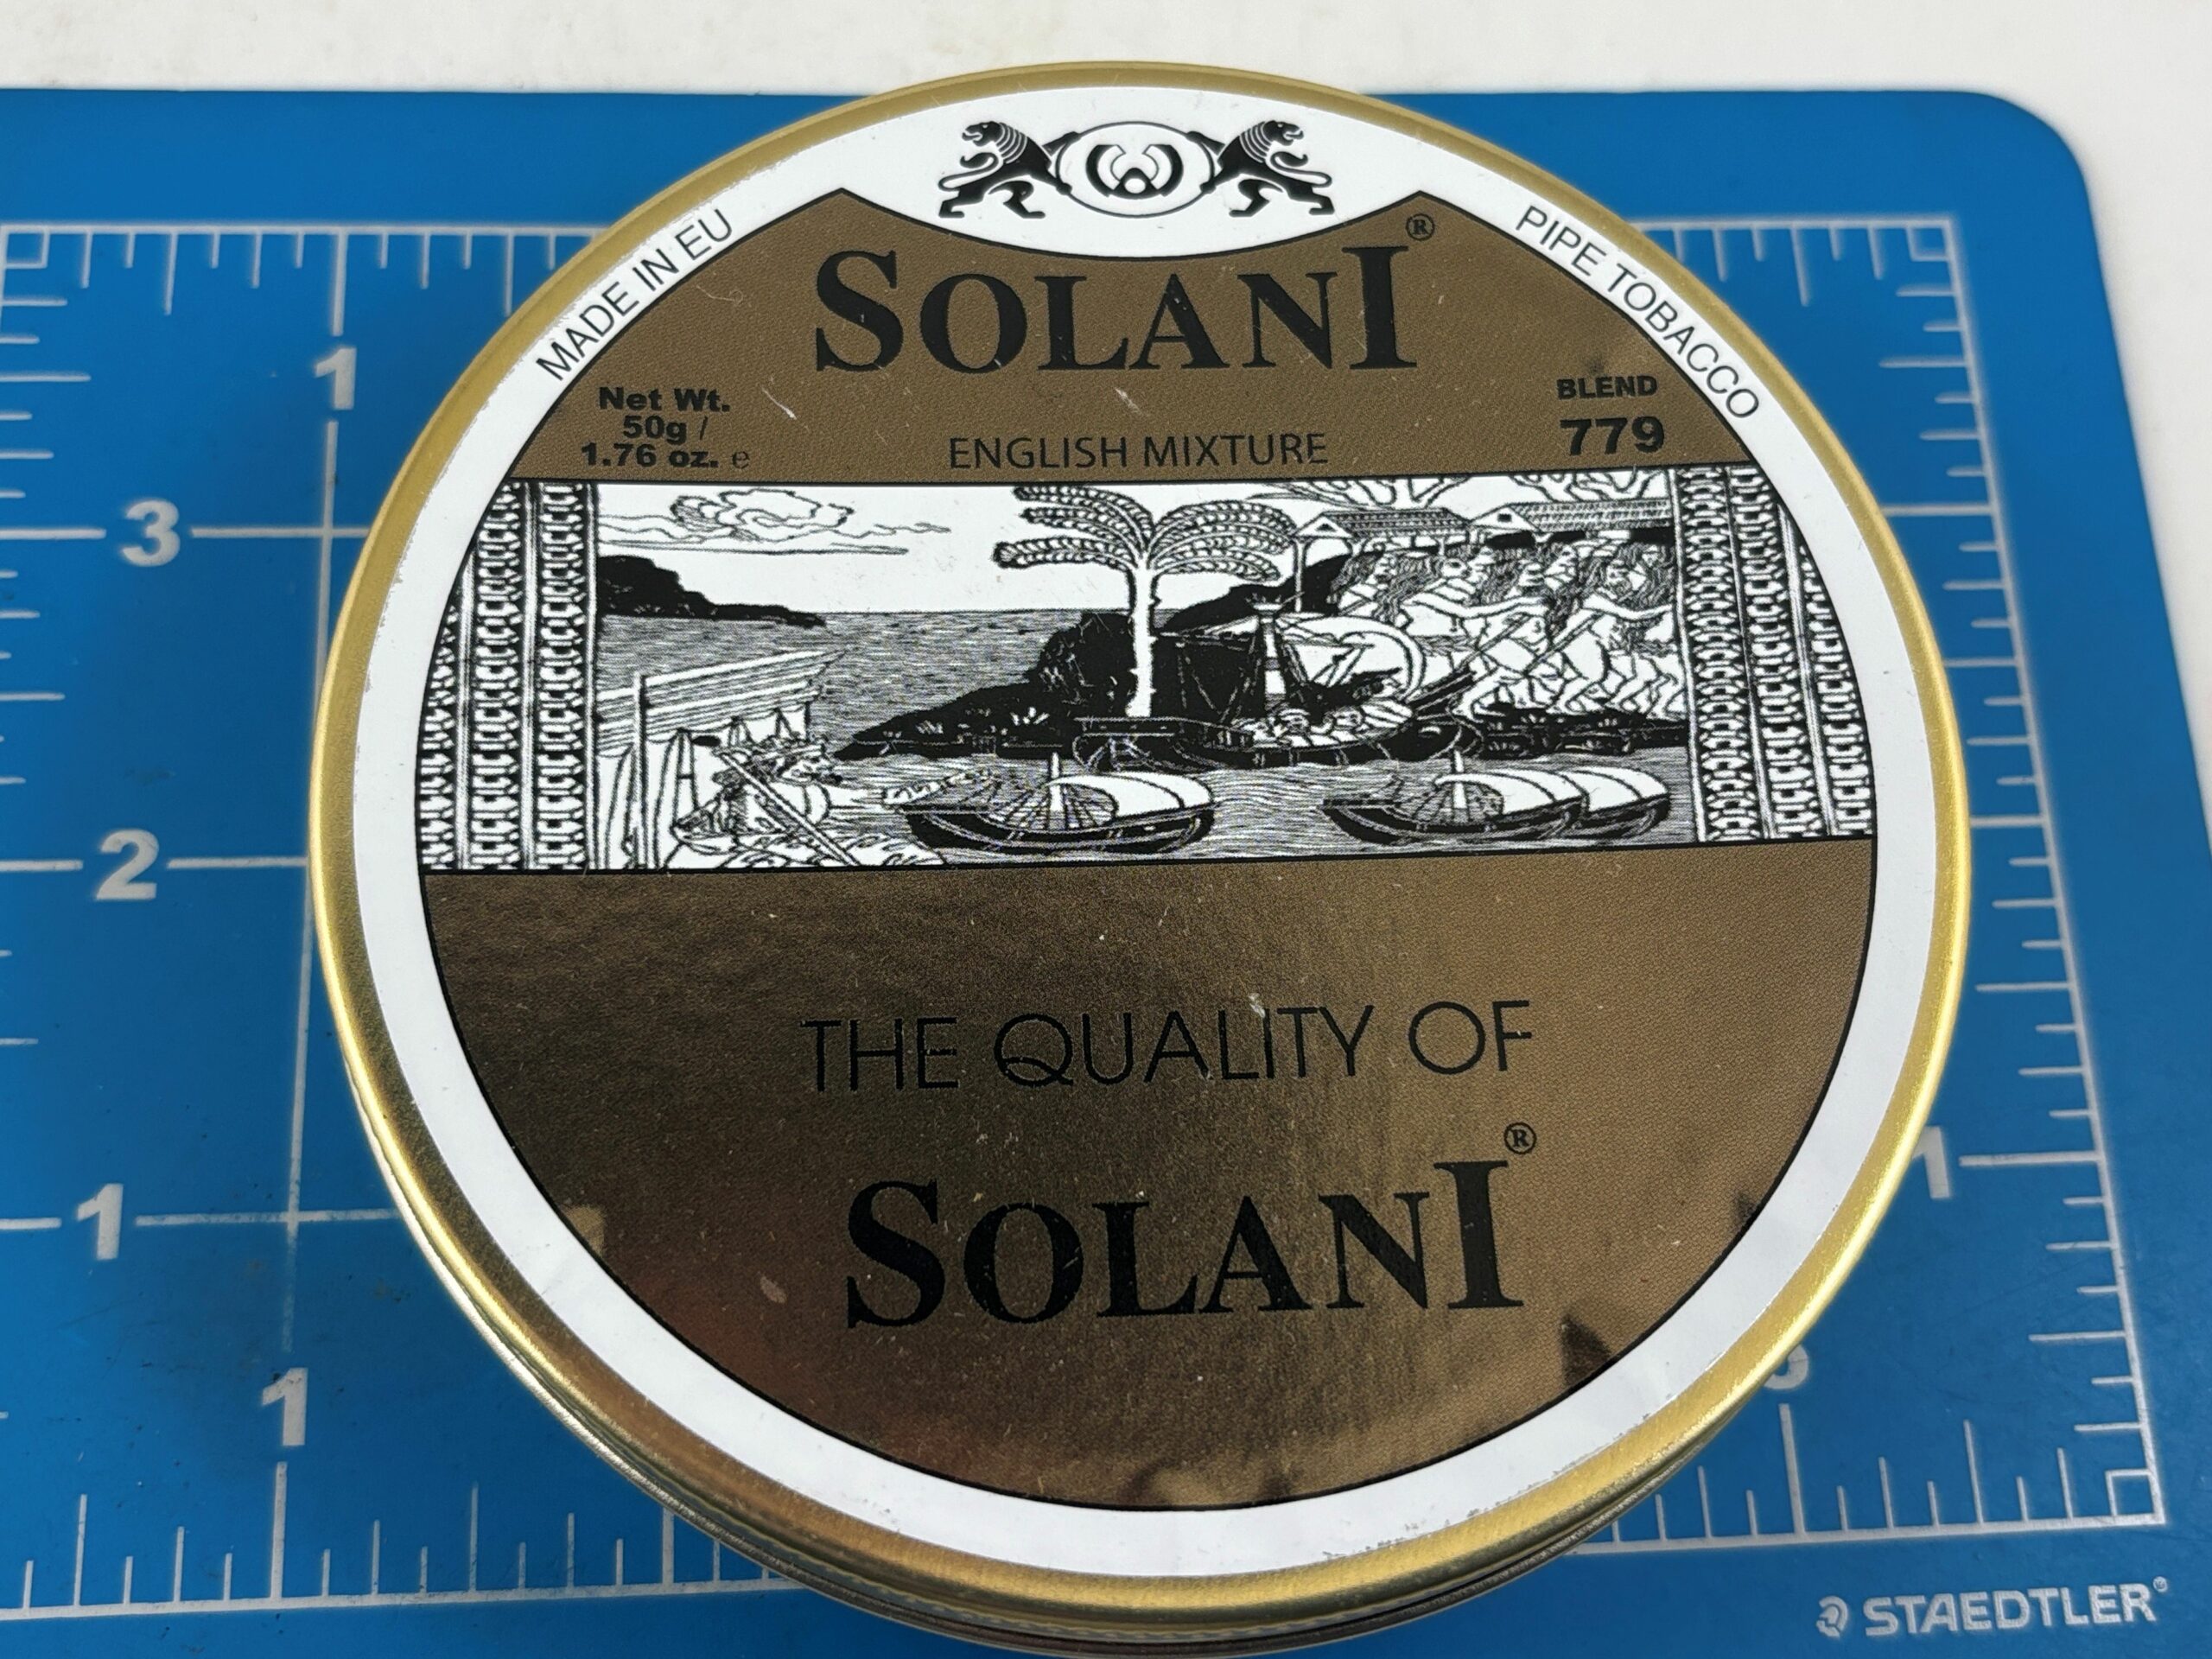 MADE IN EU
PIPE TOBACCO
SOLANI®
Net Wt.
50g /
1.76 oz. ℮
ENGLISH MIXTURE
BLEND
779
THE QUALITY OF
SOLANI®
1
3
2
1
1
1
STAEDTLER®